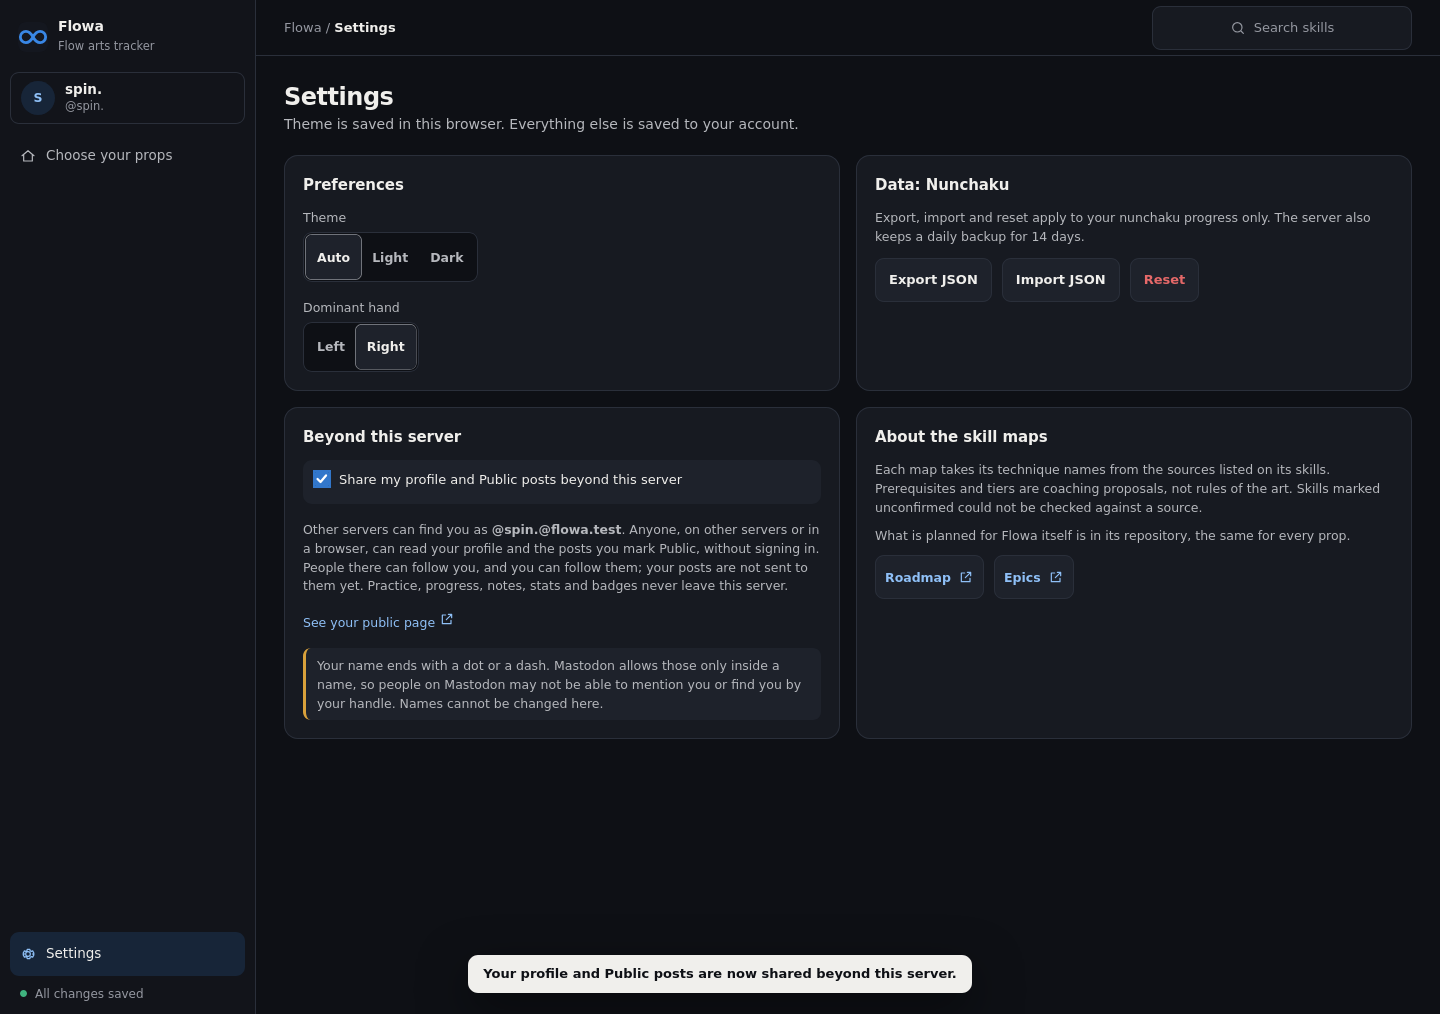 Flowa
Flow arts tracker
S
spin.
@spin.
Choose your props
Settings
All changes saved
Flowa / Settings
Search skills
Settings
Theme is saved in this browser. Everything else is saved to your account.
Preferences
Theme
Auto Light Dark
Dominant hand
Left Right
Data: Nunchaku
Export, import and reset apply to your nunchaku progress only. The server also
keeps a daily backup for 14 days.
Export JSON Import JSON Reset
Beyond this server
Share my profile and Public posts beyond this server
Other servers can find you as @spin.@flowa.test. Anyone, on other servers or in
a browser, can read your profile and the posts you mark Public, without signing in.
People there can follow you, and you can follow them; your posts are not sent to
them yet. Practice, progress, notes, stats and badges never leave this server.
See your public page
Your name ends with a dot or a dash. Mastodon allows those only inside a
name, so people on Mastodon may not be able to mention you or find you by
your handle. Names cannot be changed here.
About the skill maps
Each map takes its technique names from the sources listed on its skills.
Prerequisites and tiers are coaching proposals, not rules of the art. Skills marked
unconfirmed could not be checked against a source.
What is planned for Flowa itself is in its repository, the same for every prop.
Roadmap Epics
Your profile and Public posts are now shared beyond this server.